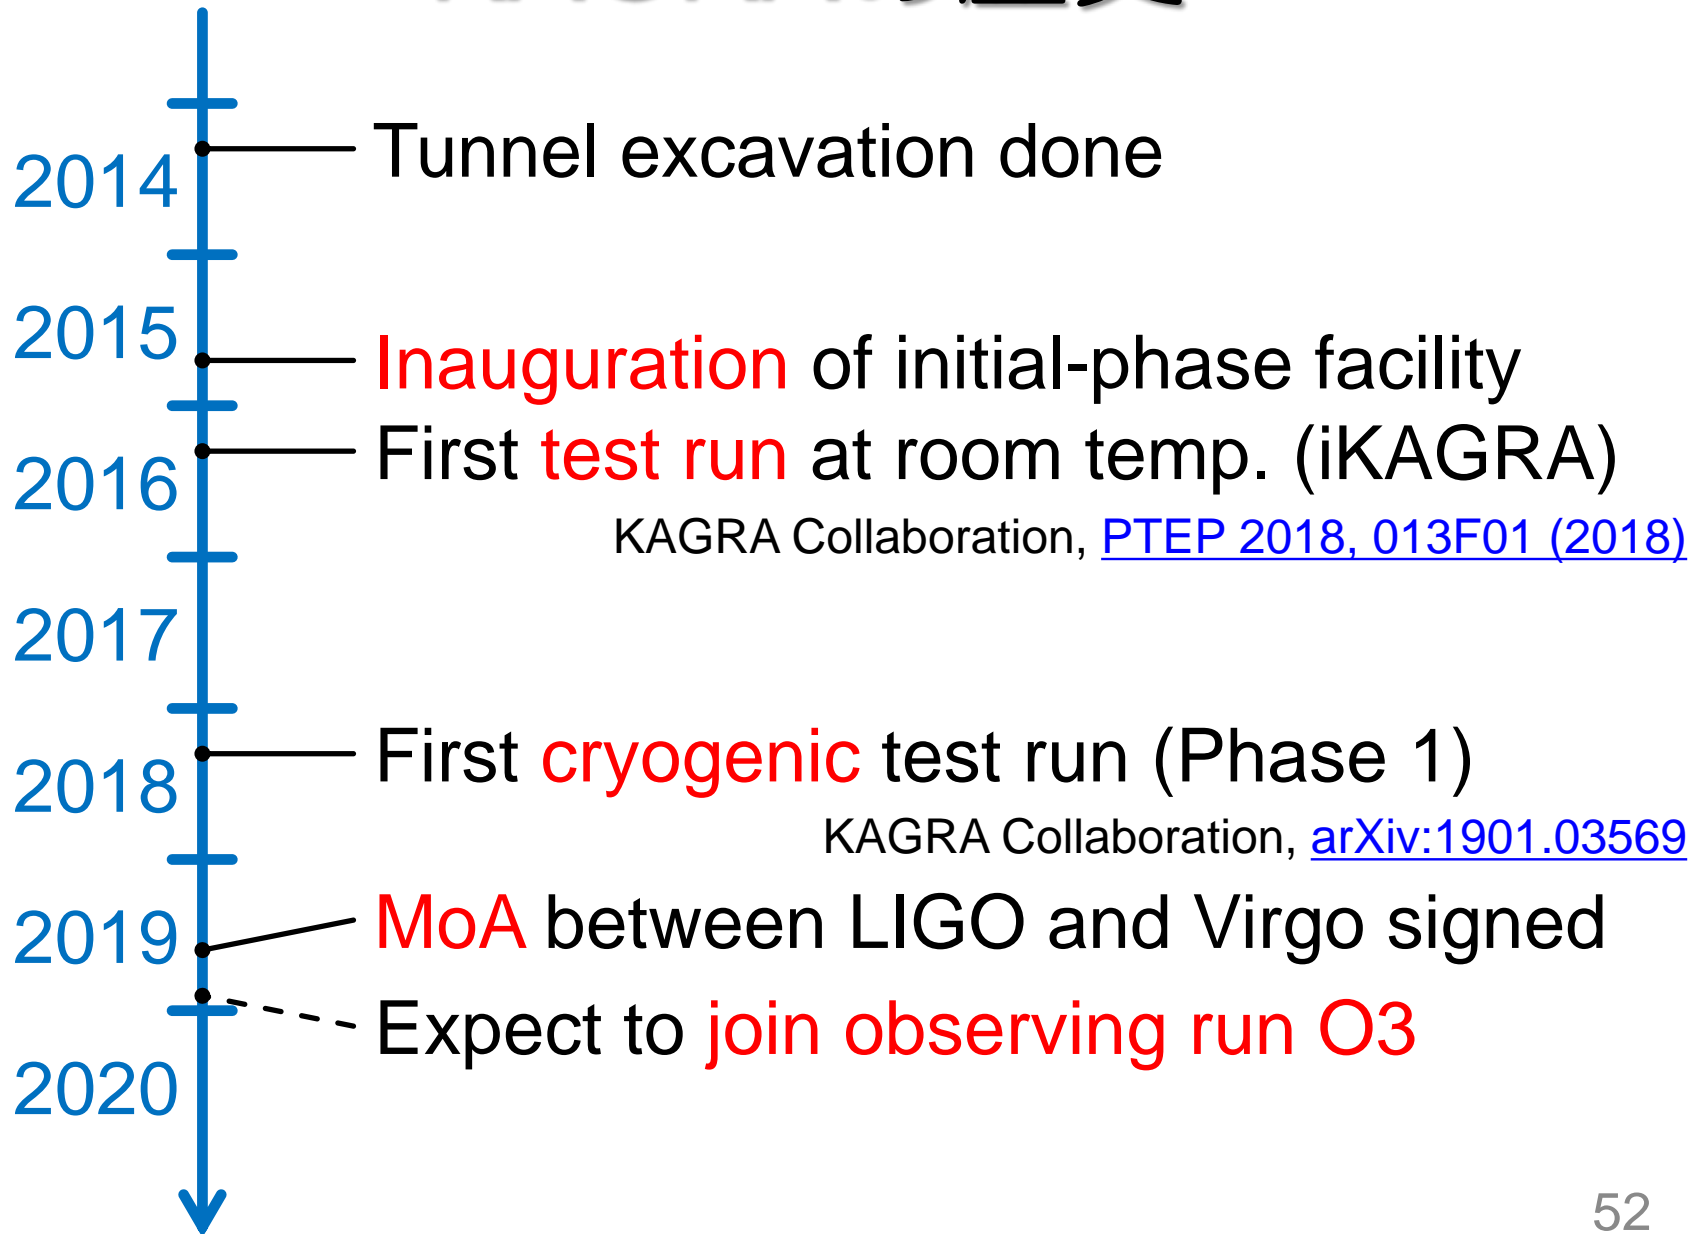 2014
Tunnel excavation done
2015
Inauguration of initial-phase facility
First test run at room temp. (iKAGRA)
2016
KAGRA Collaboration, PTEP 2018, 013F01 (2018)
2017
First cryogenic test run (Phase 1)
2018
KAGRA Collaboration, arXiv:1901.03569
MoA between LIGO and Virgo signed
2019
Expect to join observing run O3
2020
52